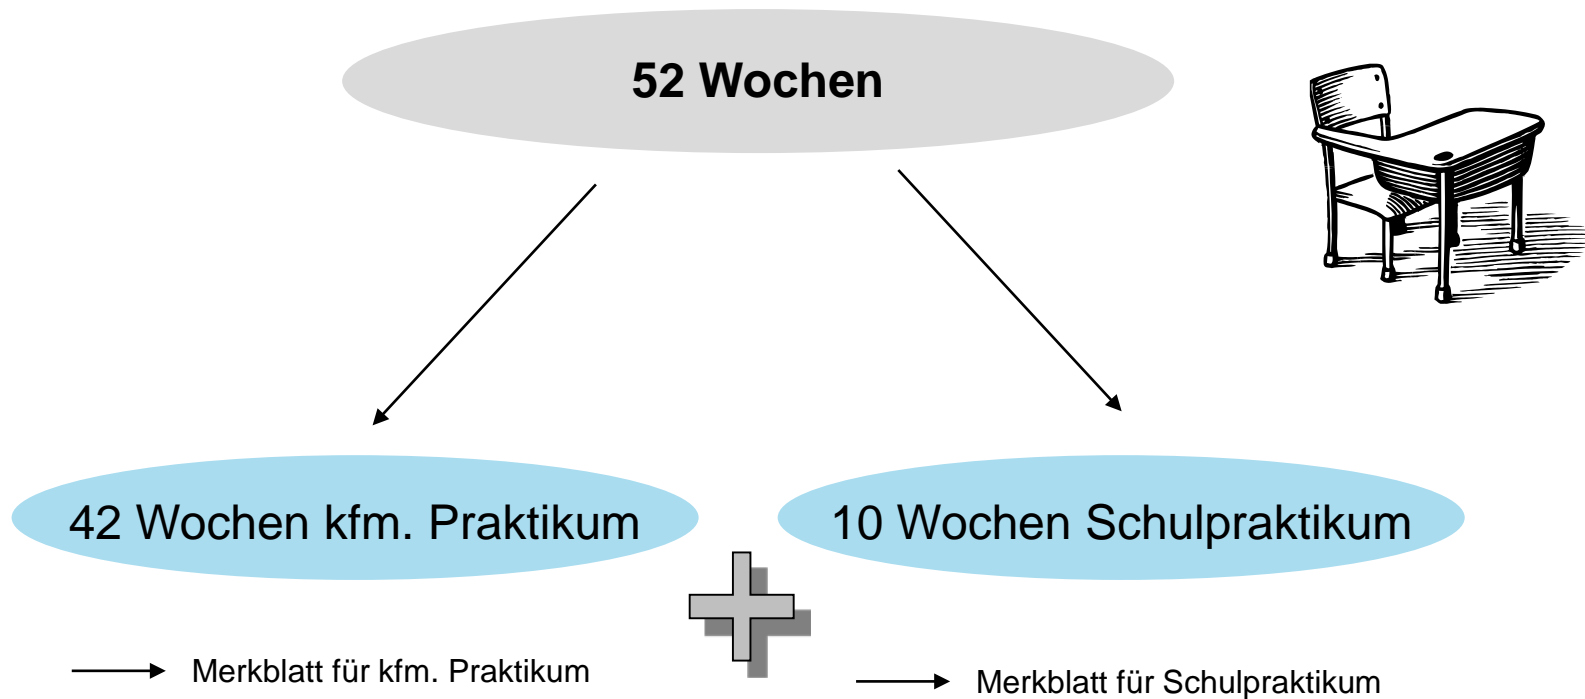 52 Wochen
42 Wochen kfm. Praktikum
10 Wochen Schulpraktikum
Merkblatt für kfm. Praktikum
Merkblatt für Schulpraktikum